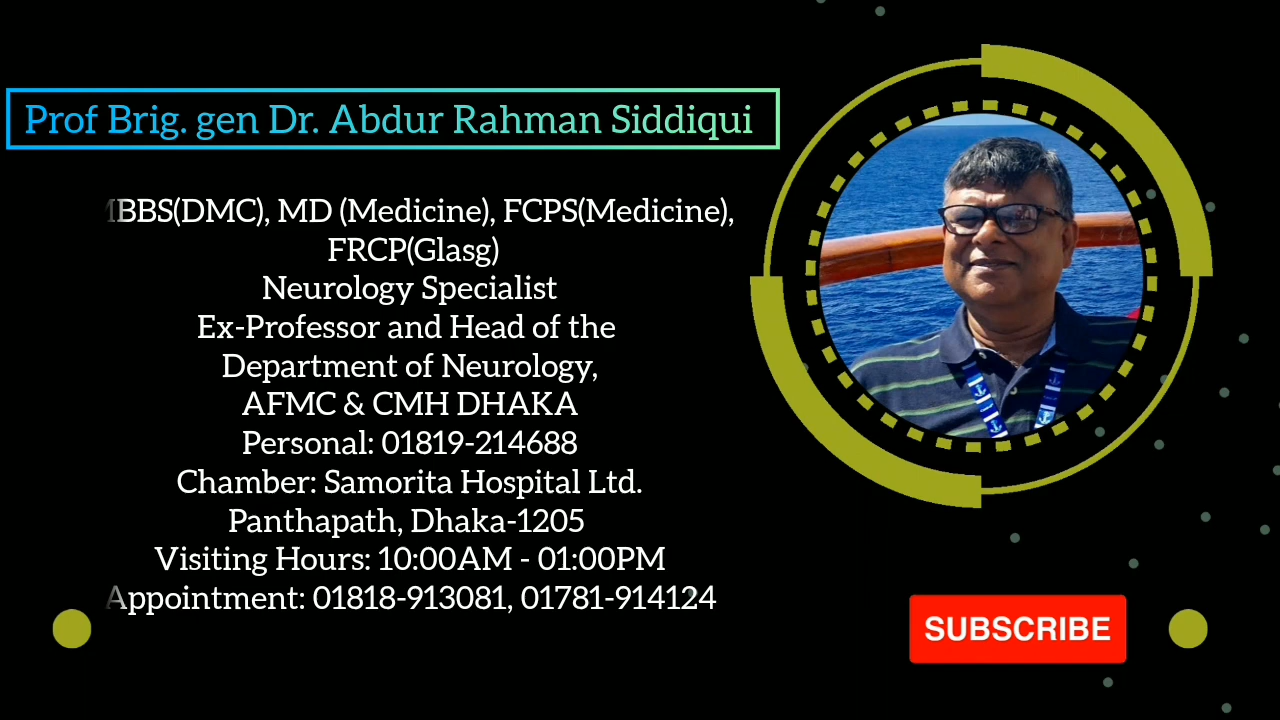 Prof Brig. gen Dr. Abdur Rahman Siddiqui
MBBS(DMC), MD (Medicine), FCPS(Medicine),
FRCP(Glasg)
Neurology Specialist
Ex-Professor and Head of the
Department of Neurology,
AFMC & CMH DHAKA
Personal: 01819-214688
Chamber: Samorita Hospital Ltd.
Panthapath, Dhaka-1205
Visiting Hours: 10:00AM - 01:00PM
Appointment: 01818-913081, 01781-914124
SUBSCRIBE